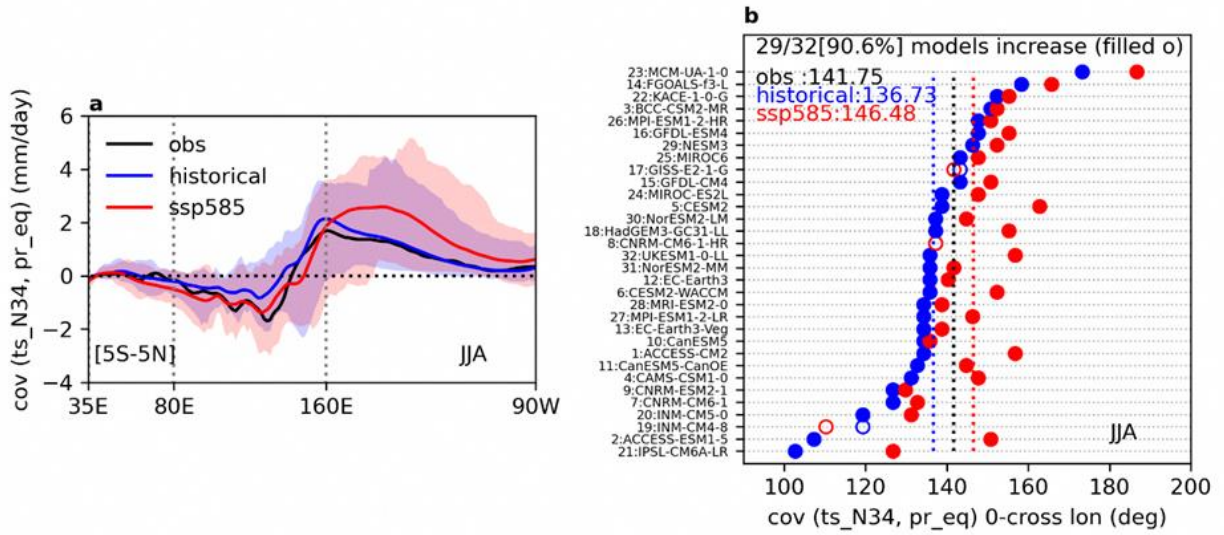 a
cov (ts_N34, pr_eq) (mm/day)
6
4
2
0
−2
−4
obs
historical
ssp585
[5S-5N]
JJA
35E 80E 160E 90W
b
29/32[90.6%] models increase (filled o)
obs :141.75
historical:136.73
ssp585:146.48
23:MCM-UA-1-0
14:FGOALS-f3-L
22:KACE-1-0-G
3:BCC-CSM2-MR
26:MPI-ESM1-2-HR
16:GFDL-ESM4
29:NESM3
25:MIROC6
17:GISS-E2-1-G
15:GFDL-CM4
24:MIROC-ES2L
5:CESM2
30:NorESM2-LM
18:HadGEM3-GC31-LL
8:CNRM-CM6-1-HR
32:UKESM1-0-LL
31:NorESM2-MM
12:EC-Earth3
6:CESM2-WACCM
28:MRI-ESM2-0
27:MPI-ESM1-2-LR
13:EC-Earth3-Veg
10:CanESM5
1:ACCESS-CM2
11:CanESM5-CanOE
4:CAMS-CSM1-0
9:CNRM-ESM2-1
7:CNRM-CM6-1
20:INM-CM5-0
19:INM-CM4-8
2:ACCESS-ESM1-5
21:IPSL-CM6A-LR
JJA
100 120 140 160 180 200
cov (ts_N34, pr_eq) 0-cross lon (deg)